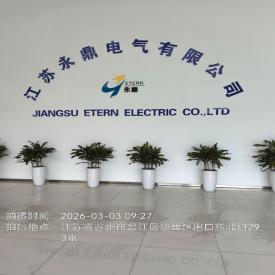 江苏永鼎电气有限公司
ETERN
永鼎
JIANGSU ETERN ELECTRIC CO.,LTD
拍摄时间： 2026-03-03 09:27
拍摄地点： 江苏省苏州市吴江区
3米